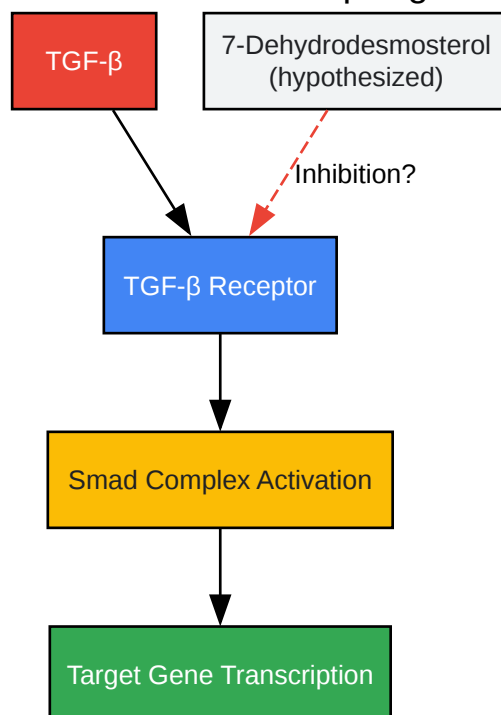 TGF-β
7-Dehydrodesmosterol
(hypothesized)
Inhibition?
TGF-β Receptor
Smad Complex Activation
Target Gene Transcription